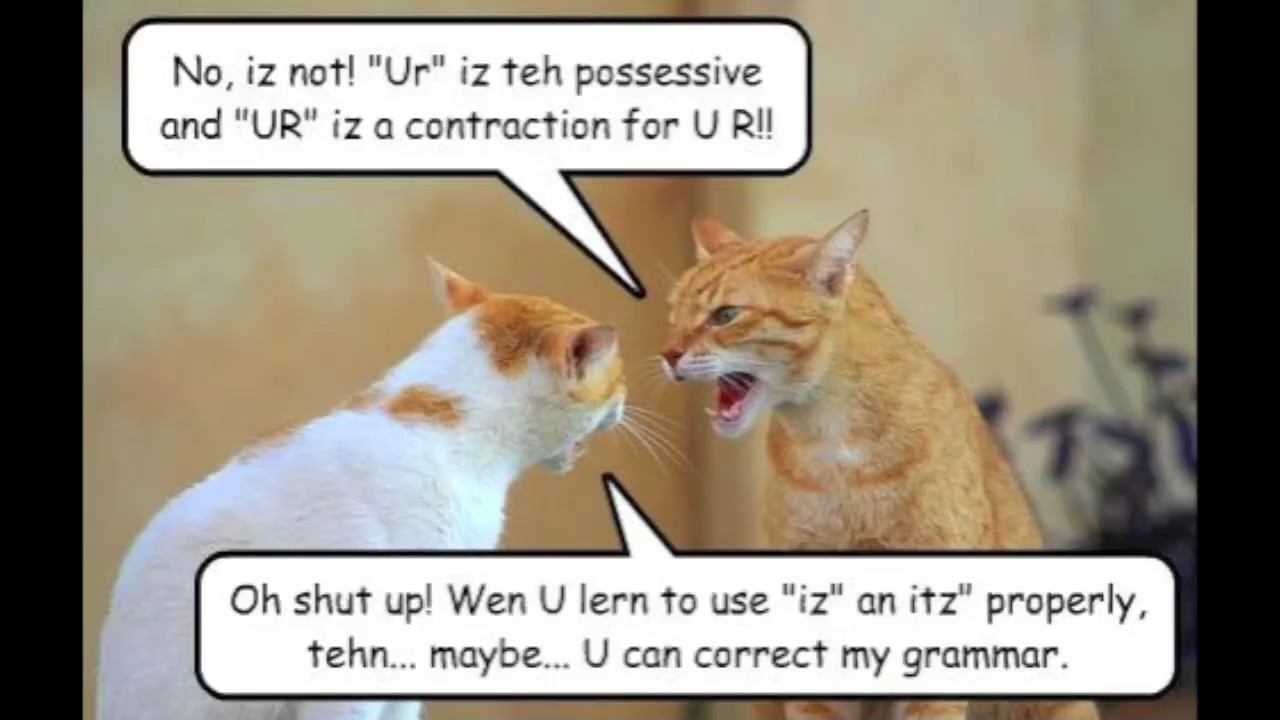 No, iz not! "Ur" iz teh possessive
and "UR" iz a contraction for U R!!
Oh shut up! Wen U lern to use "iz" an itz" properly,
tehn... maybe... U can correct my grammar.